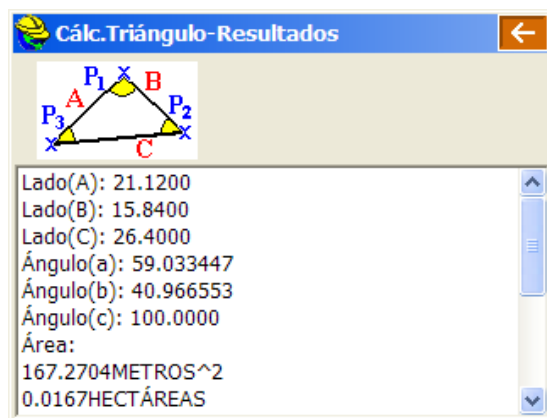 Cálc.Triángulo-Resultados
P1
A
B
P3
P2
C
Lado(A): 21.1200
Lado(B): 15.8400
Lado(C): 26.4000
Ángulo(a): 59.033447
Ángulo(b): 40.966553
Ángulo(c): 100.0000
Área:
167.2704METROS^2
0.0167HECTÁREAS